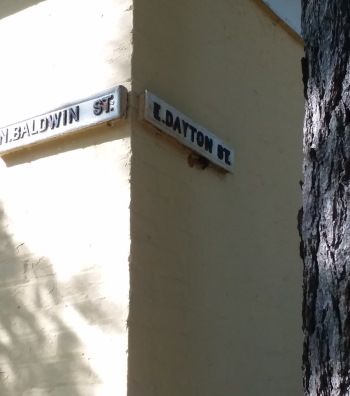 N. BALDWIN ST.
E. DAYTON ST.